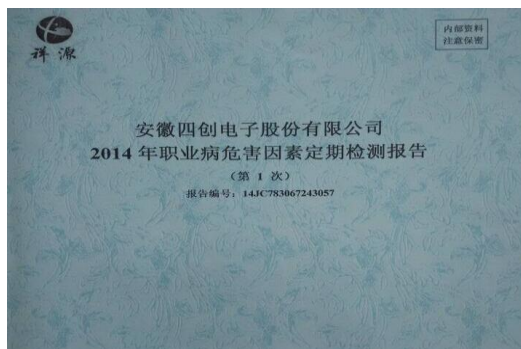 祥源
内部资料
注意保密
安徽四创电子股份有限公司
2014年职业病危害因素定期检测报告
(第 1 次)
报告编号：14JC783067243057